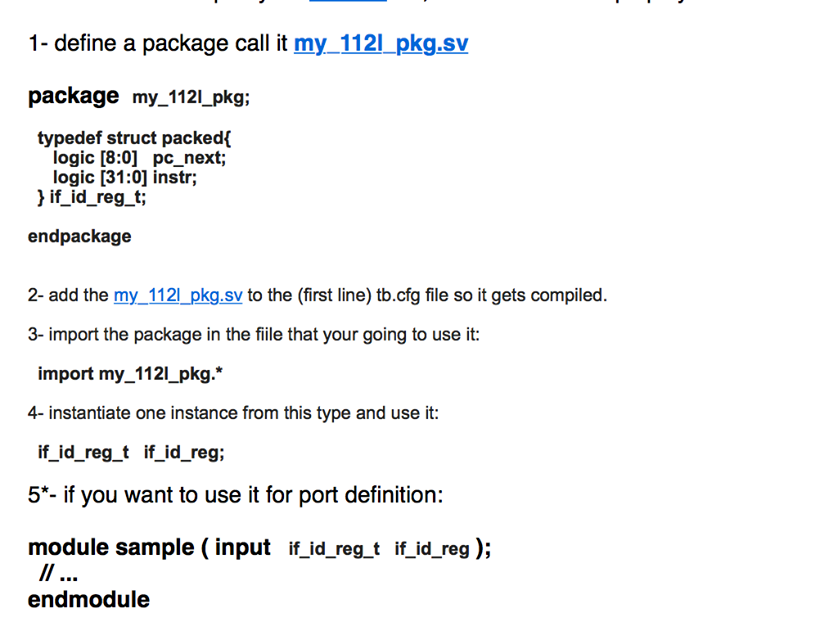 1- define a package call it my_112l_pkg.sv
package my_112l_pkg;
typedef struct packed{
logic [8:0] pc_next;
logic [31:0] instr;
} if_id_reg_t;
endpackage
2- add the my_112l_pkg.sv to the (first line) tb.cfg file so it gets compiled.
3- import the package in the fiile that your going to use it:
import my_112l_pkg.*
4- instantiate one instance from this type and use it:
if_id_reg_t if_id_reg;
5*- if you want to use it for port definition:
module sample ( input if_id_reg_t if_id_reg );
// ...
endmodule